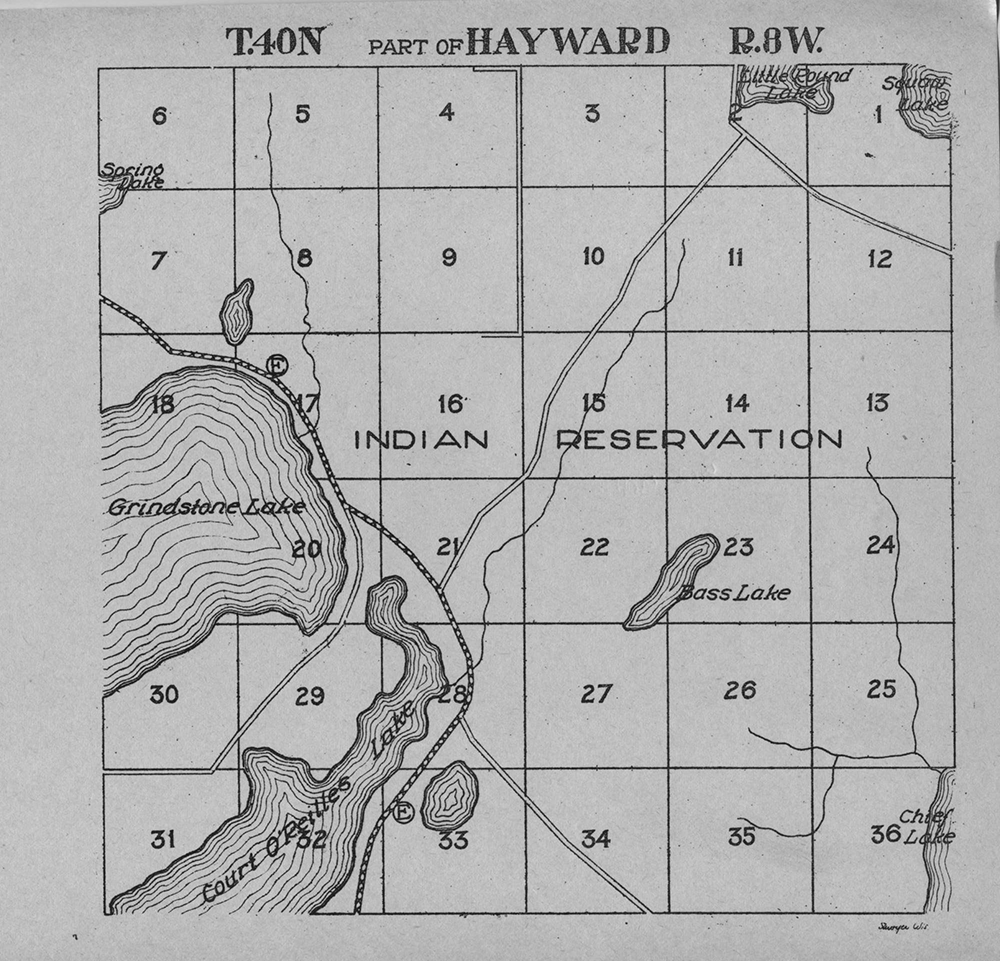 T.40N PART OF HAYWARD R.8W.
6 5 4 3 2 1
Little Round
Lake
Squaw
Lake
Spring
Lake
7 8 9 10 11 12
E
18 17 16 15 14 13
INDIAN RESERVATION
Grindstone Lake
20 21 22 23 24
Bass Lake
30 29 28 27 26 25
Court O'Reilles Lake
E
31 32 33 34 35 36
Chief
Lake
Sawyer Wis